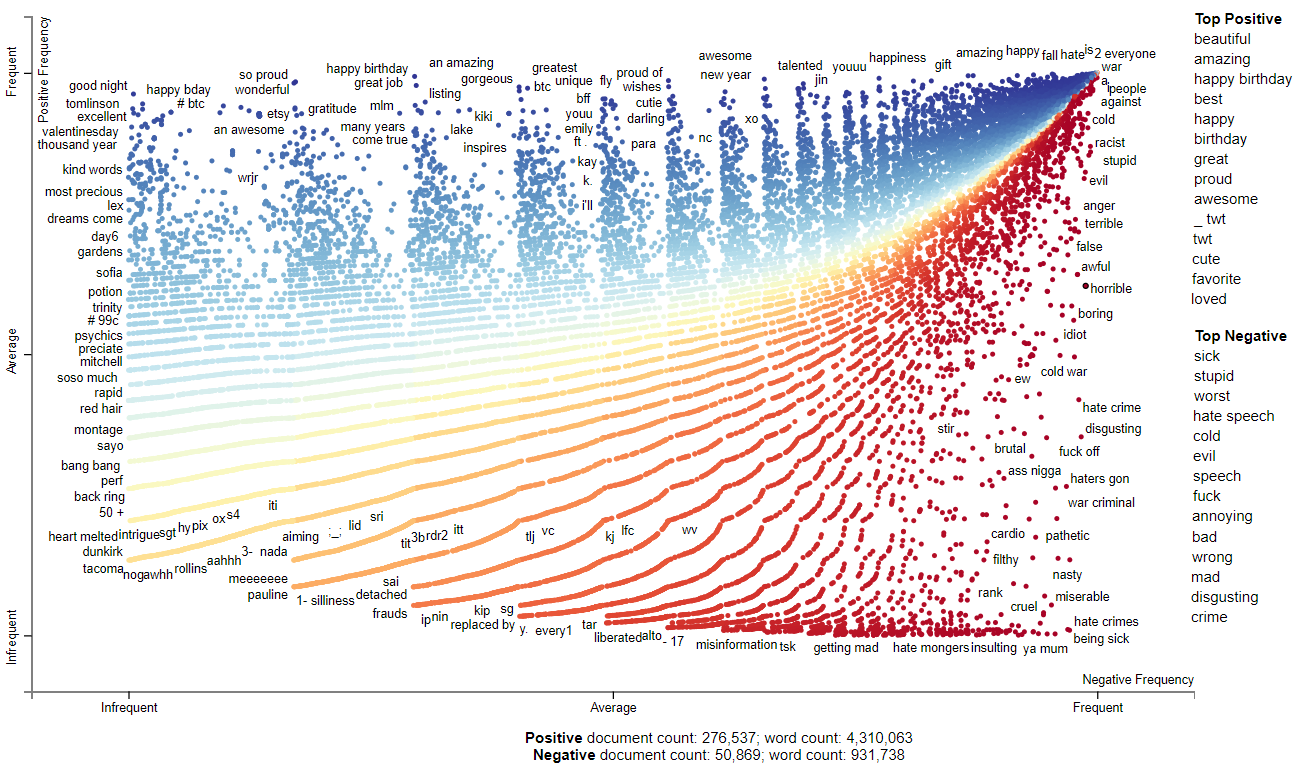 Positive Frequency
Frequent
Average
Infrequent
good night
tomlinson
excellent
valentinesday
thousand year
kind words
most precious
lex
dreams come
day6
gardens
sofia
potion
trinity
# 99c
psychics
preciate
mitchell
soso much
rapid
red hair
montage
sayo
bang bang
perf
back ring
50 +
heart melted
dunkirk
tacoma
happy bday
# btc
so proud
wonderful
etsy
an awesome
wrjr
gratitude
happy birthday
great job
mlm
many years
come true
an amazing
gorgeous
listing
kiki
lake
inspires
greatest
unique
btc
bff
youu
emily
ft .
kay
k.
i'll
fly
proud of
wishes
cutie
darling
para
awesome
new year
nc
xo
talented
jin
youuu
happiness
gift
amazing
happy
fall
hate
is
2
everyone
war
a
people
against
cold
racist
stupid
evil
anger
terrible
false
awful
horrible
boring
idiot
cold war
ew
hate crime
disgusting
stir
brutal
fuck off
ass nigga
haters gon
war criminal
cardio
pathetic
filthy
nasty
rank
miserable
cruel
hate crimes
being sick
intrigue
sgt
hy
pix
ox
s4
iti
nogawhh
rollins
aahhh
3-
nada
aiming
:_;
lid
sri
tit
3b
rdr2
itt
tlj
vc
kj
lfc
wv
meeeeeee
pauline
1-
silliness
sai
detached
frauds
ip
nin
kip
sg
replaced by
y.
every1
tar
liberated
alto
- 17
misinformation
tsk
getting mad
hate mongers
insulting
ya mum
Negative Frequency
Infrequent
Average
Frequent
Positive document count: 276,537; word count: 4,310,063
Negative document count: 50,869; word count: 931,738
Top Positive
beautiful
amazing
happy birthday
best
happy
birthday
great
proud
awesome
_ twt
twt
cute
favorite
loved
Top Negative
sick
stupid
worst
hate speech
cold
evil
speech
fuck
annoying
bad
wrong
mad
disgusting
crime